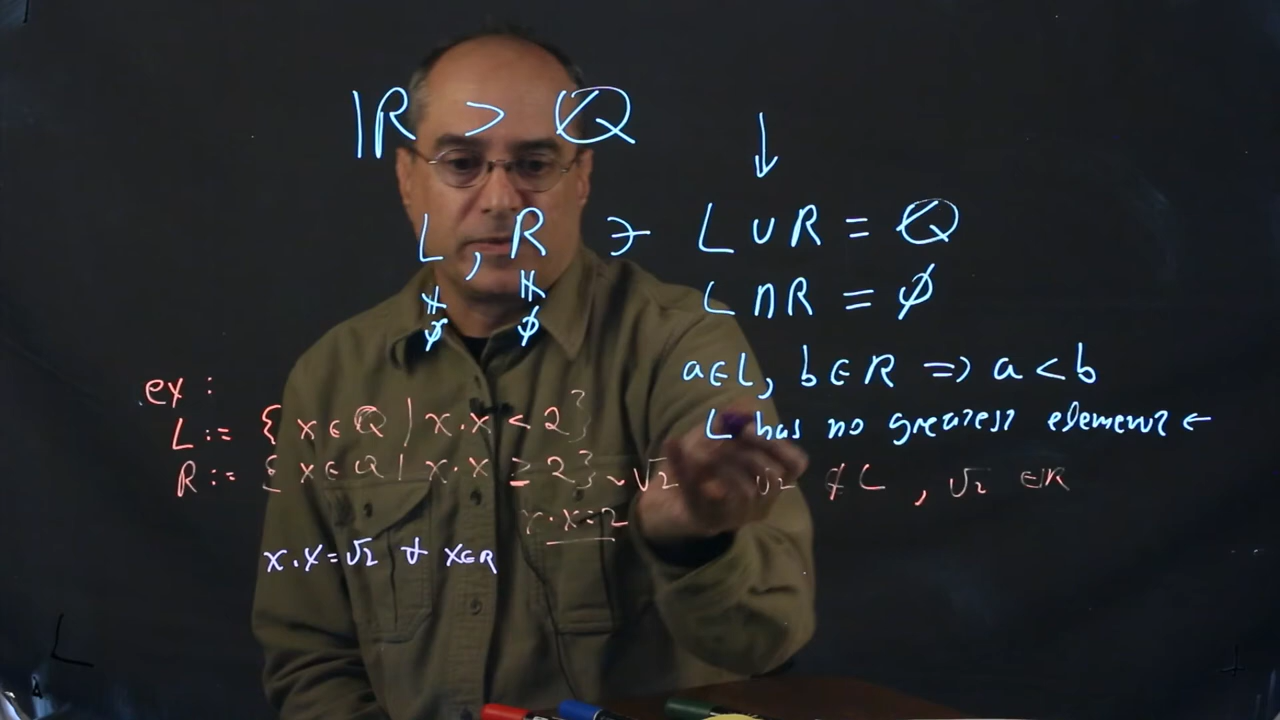 ℝ > ℚ
↓
L, R ∋ L ∪ R = ℚ
≠ ≠ L ∩ R = ∅
∅ ∅
a∈L, b∈R => a < b
ex :
L := { x ∈ ℚ | x·x < 2 }
L has no greatest element ←
R := { x ∈ ℚ | x·x ≥ 2 } ~ √2 √2 ∉ L , √2 ∈ R
x·x=2
x·x = √2 & x∈R